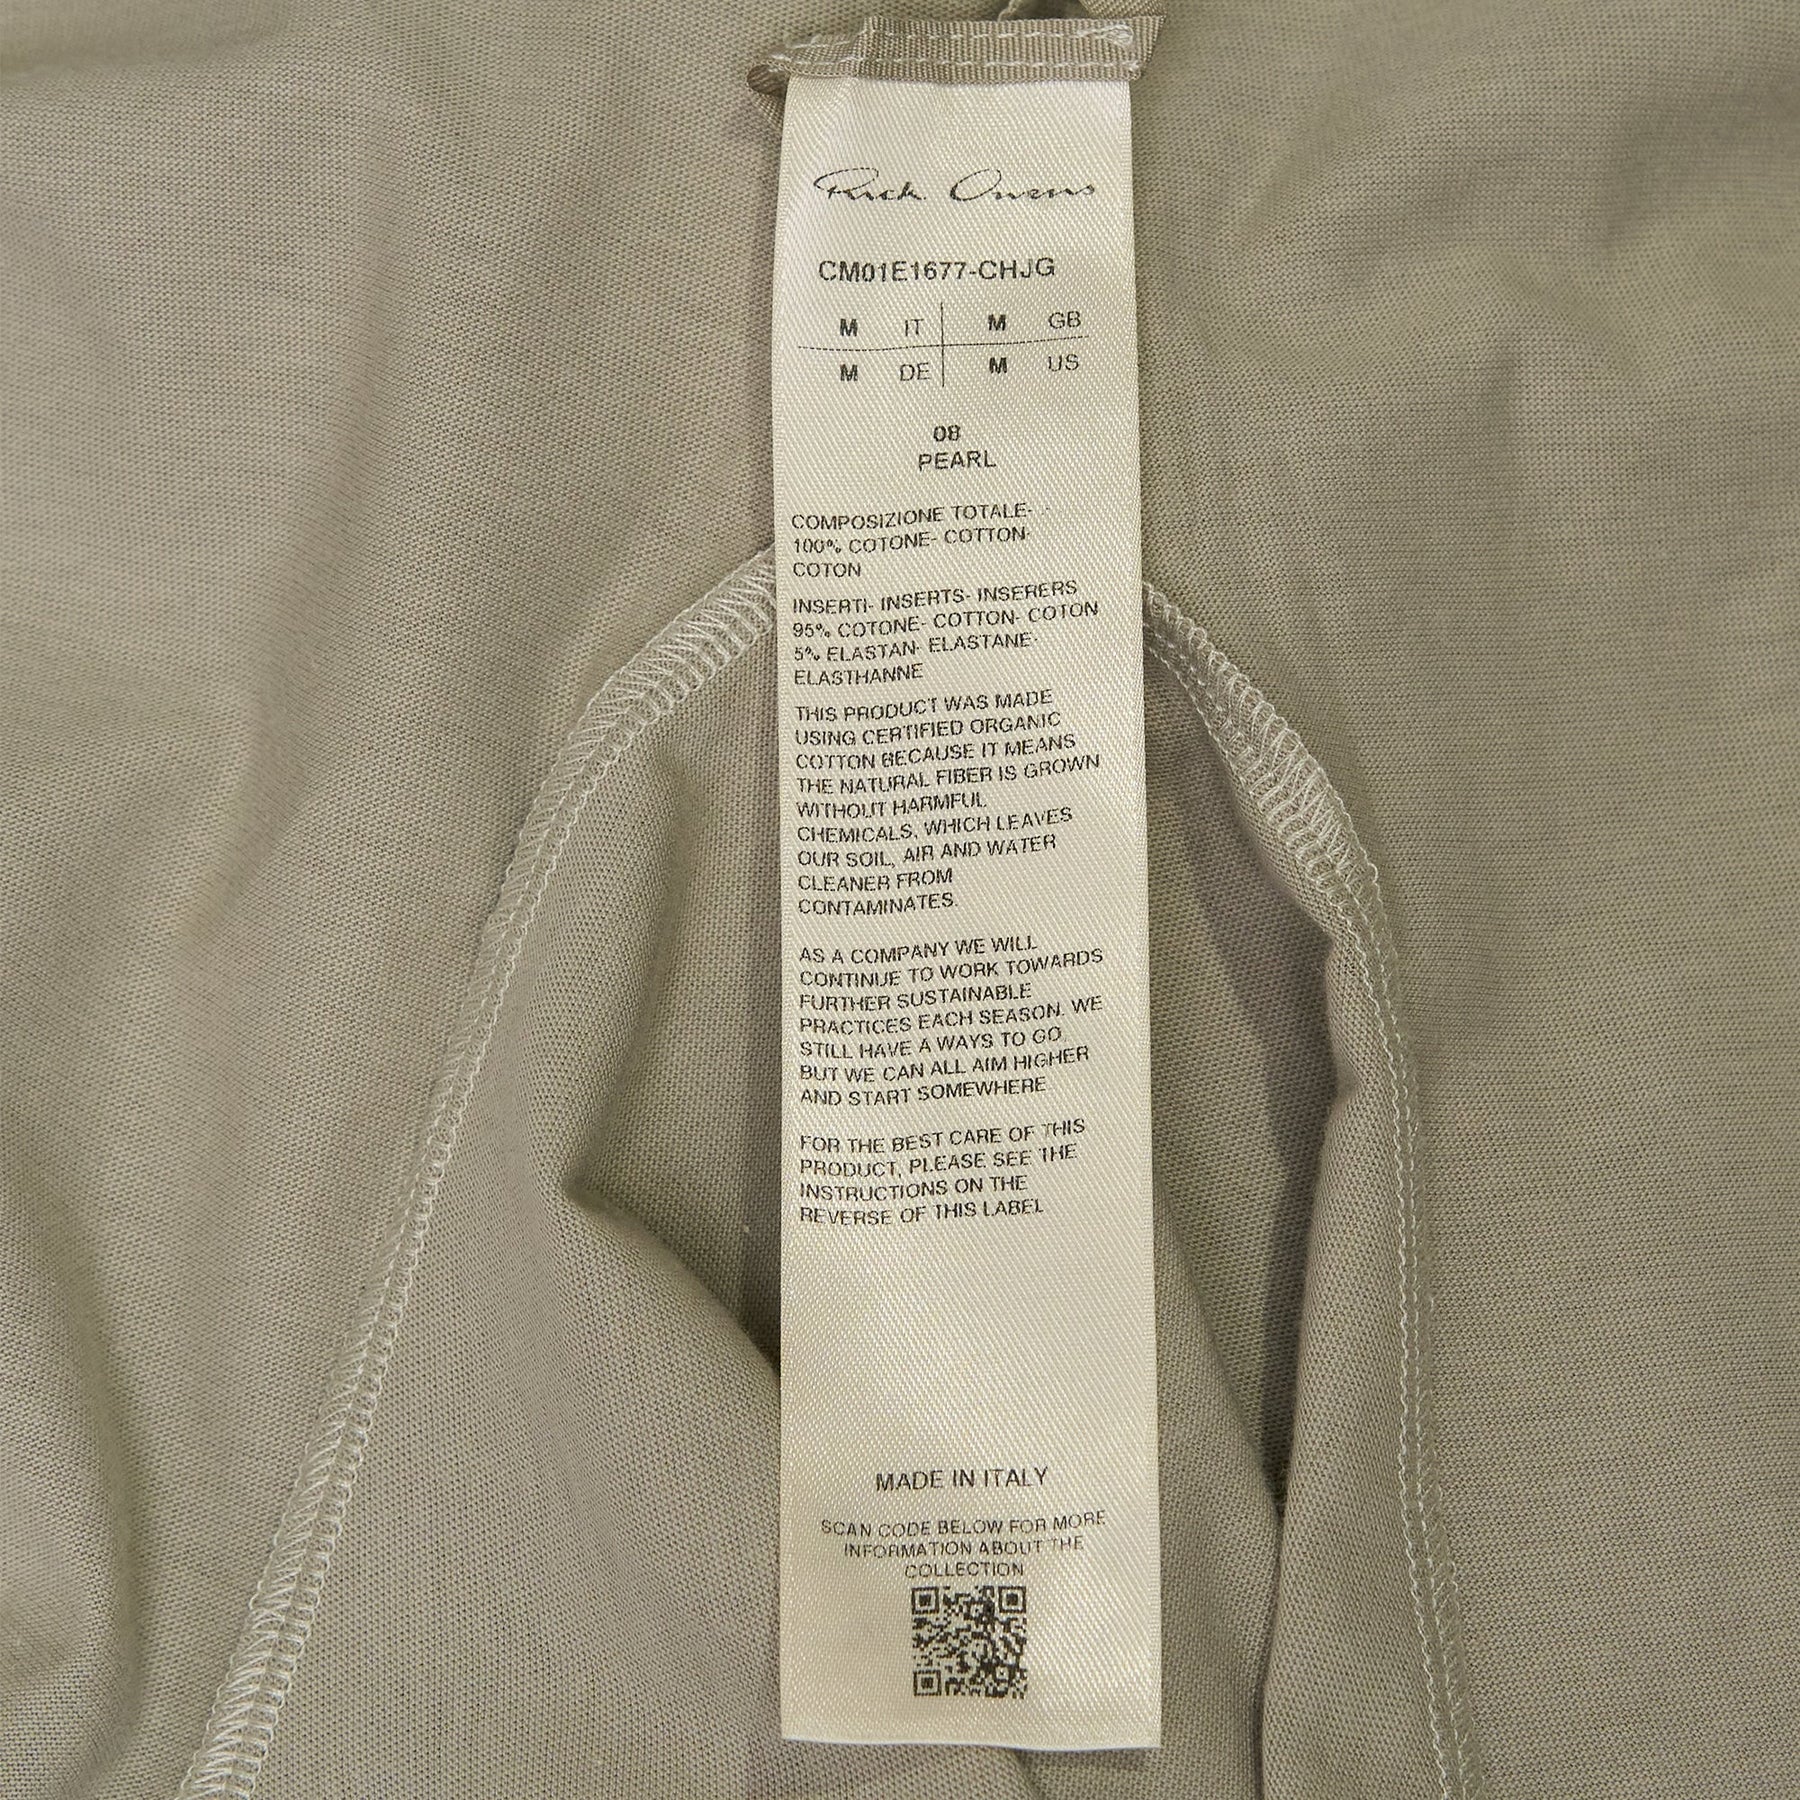 Rick Owens
CM01E1677-CHJG
M IT M GB
M DE M US
08
PEARL
COMPOSIZIONE TOTALE-
100% COTONE- COTTON-
COTON
INSERTI- INSERTS- INSERERS
95% COTONE- COTTON- COTON
5% ELASTAN- ELASTANE-
ELASTHANNE
THIS PRODUCT WAS MADE
USING CERTIFIED ORGANIC
COTTON BECAUSE IT MEANS
THE NATURAL FIBER IS GROWN
WITHOUT HARMFUL
CHEMICALS, WHICH LEAVES
OUR SOIL, AIR AND WATER
CLEANER FROM
CONTAMINATES.
AS A COMPANY WE WILL
CONTINUE TO WORK TOWARDS
FURTHER SUSTAINABLE
PRACTICES EACH SEASON. WE
STILL HAVE A WAYS TO GO
BUT WE CAN ALL AIM HIGHER
AND START SOMEWHERE
FOR THE BEST CARE OF THIS
PRODUCT, PLEASE SEE THE
INSTRUCTIONS ON THE
REVERSE OF THIS LABEL
MADE IN ITALY
SCAN CODE BELOW FOR MORE
INFORMATION ABOUT THE
COLLECTION